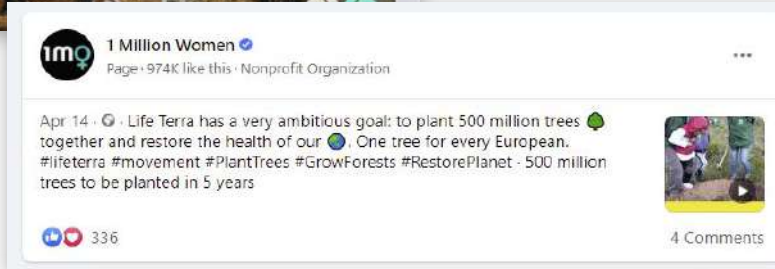 1m♀
1 Million Women
Page · 974K like this · Nonprofit Organization
Apr 14 · Life Terra has a very ambitious goal: to plant 500 million trees 🌳
together and restore the health of our 🌍. One tree for every European.
#lifeterra #movement #PlantTrees #GrowForests #RestorePlanet - 500 million
trees to be planted in 5 years
336
4 Comments